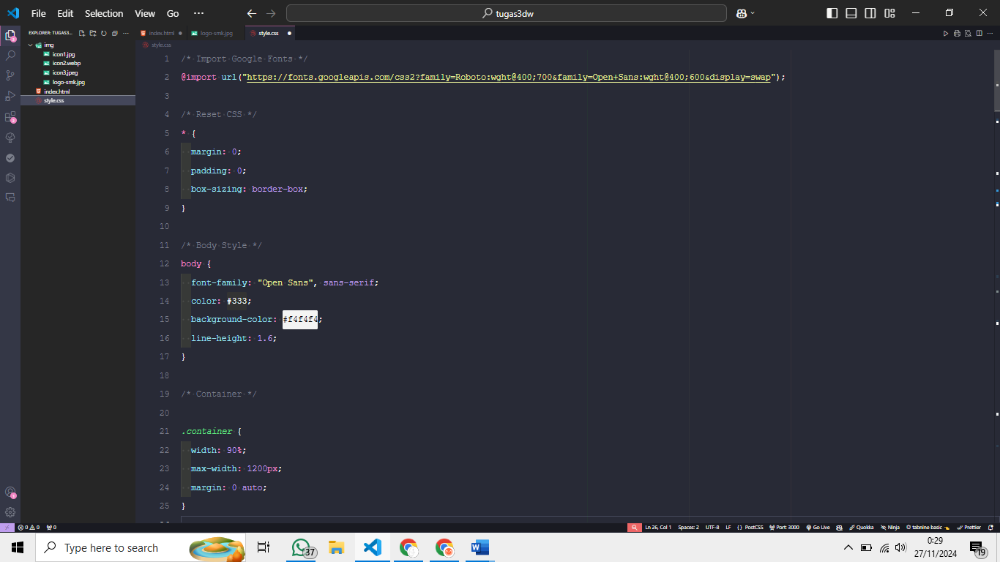 File Edit Selection View Go ···
tugas3dw
EXPLORER: TUGAS3...
index.html
logo-smk.jpg
style.css
img
icon1.jpg
icon2.webp
icon3.jpeg
logo-smk.jpg
index.html
style.css
style.css
1 /* Import Google Fonts */
2 @import url("https://fonts.googleapis.com/css2?family=Roboto:wght@400;700&family=Open+Sans:wght@400;600&display=swap");
3
4 /* Reset CSS */
5 * {
6 margin: 0;
7 padding: 0;
8 box-sizing: border-box;
9 }
10
11 /* Body Style */
12 body {
13 font-family: "Open Sans", sans-serif;
14 color: #333;
15 background-color: #f4f4f4;
16 line-height: 1.6;
17 }
18
19 /* Container */
20
21 .container {
22 width: 90%;
23 max-width: 1200px;
24 margin: 0 auto;
25 }
0 0 0
Ln 26, Col 1 Spaces: 2 UTF-8 LF {} PostCSS Port: 3000 Go Live Quokka Ninja tabnine basic Prettier
Type here to search
37
0:29
27/11/2024
19